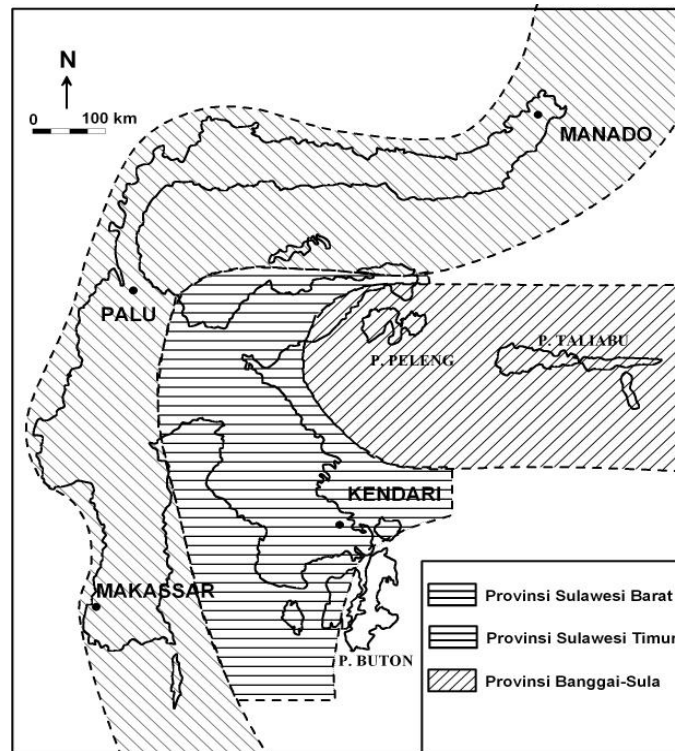 N
0 100 km
MANADO
PALU
P. PELENG
P. TALIABU
KENDARI
MAKASSAR
P. BUTON
Provinsi Sulawesi Barat
Provinsi Sulawesi Timur
Provinsi Banggai-Sula